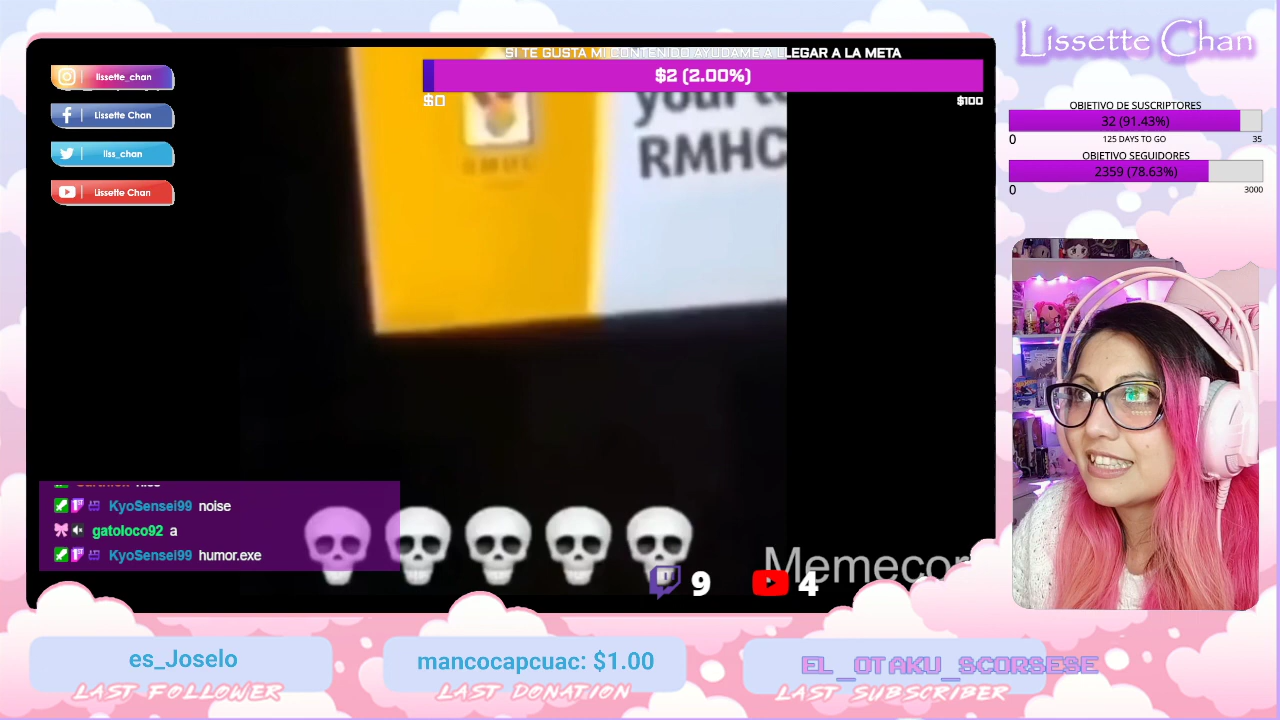 Lissette Chan
SI TE GUSTA MI CONTENIDO AYUDAME A LLEGAR A LA META
$2 (2.00%)
$0
$100
lissette_chan
Lissette Chan
liss_chan
Lissette Chan
RMHC
OBJETIVO DE SUSCRIPTORES
32 (91.43%)
0
125 DAYS TO GO
35
OBJETIVO SEGUIDORES
2359 (78.63%)
0
3000
KyoSensei99 noise
gatoloco92 a
KyoSensei99 humor.exe
Memecor
9
4
es_Joselo
LAST FOLLOWER
mancocapcuac: $1.00
LAST DONATION
EL_OTAKU_SCORSESE
LAST SUBSCRIBER